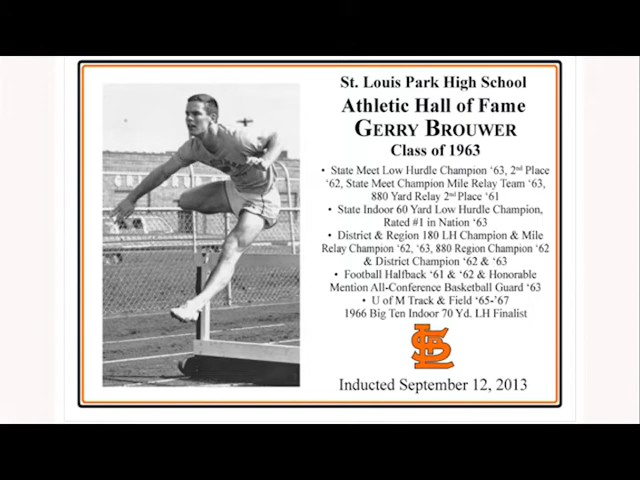 St. Louis Park High School
Athletic Hall of Fame
GERRY BROUWER
Class of 1963
• State Meet Low Hurdle Champion ‘63, 2nd Place
‘62, State Meet Champion Mile Relay Team ‘63,
880 Yard Relay 2nd Place ‘61
• State Indoor 60 Yard Low Hurdle Champion,
Rated #1 in Nation ‘63
• District & Region 180 LH Champion & Mile
Relay Champion ‘62, ‘63, 880 Region Champion ‘62
& District Champion ‘62 & ‘63
• Football Halfback ‘61 & ‘62 & Honorable
Mention All-Conference Basketball Guard ‘63
• U of M Track & Field ‘65-’67
1966 Big Ten Indoor 70 Yd. LH Finalist
Inducted September 12, 2013